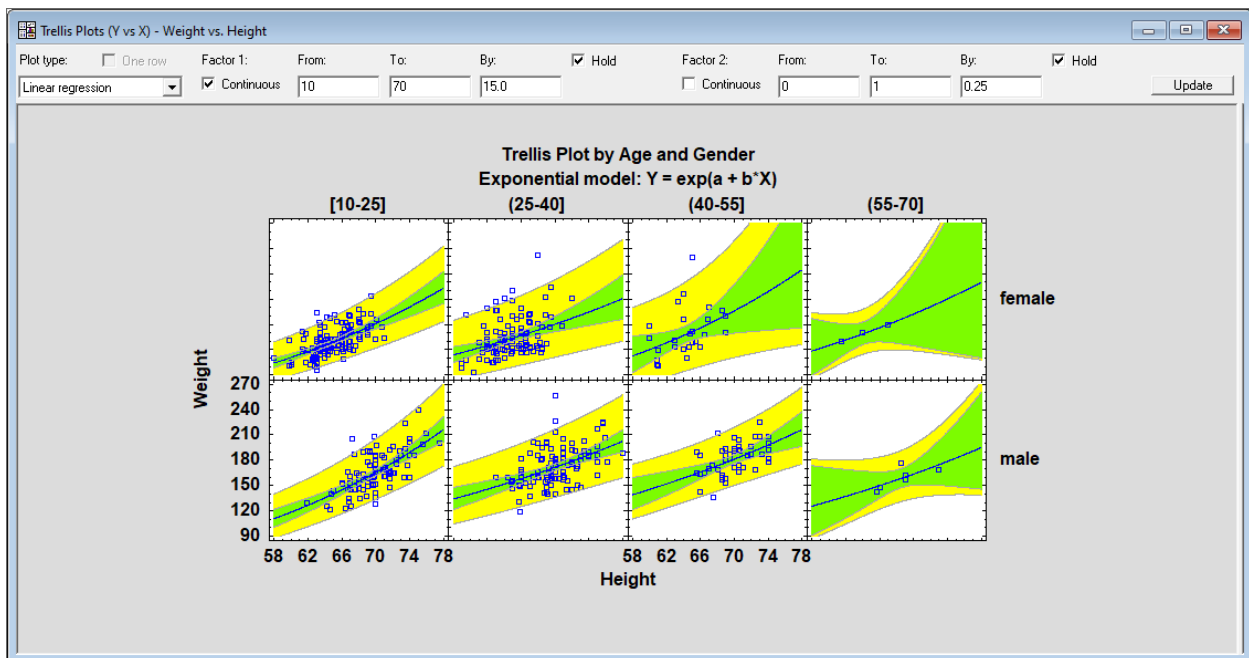 Trellis Plots (Y vs X) - Weight vs. Height
Plot type: One row Factor 1: From: To: By: Hold Factor 2: From: To: By: Hold
Linear regression Continuous 10 70 15.0 Continuous 0 1 0.25 Update
Trellis Plot by Age and Gender
Exponential model: Y = exp(a + b*X)
[10-25] (25-40] (40-55] (55-70]
female
Weight
270
240
210
180
male
150
120
90
58 62 66 70 74 78 58 62 66 70 74 78
Height